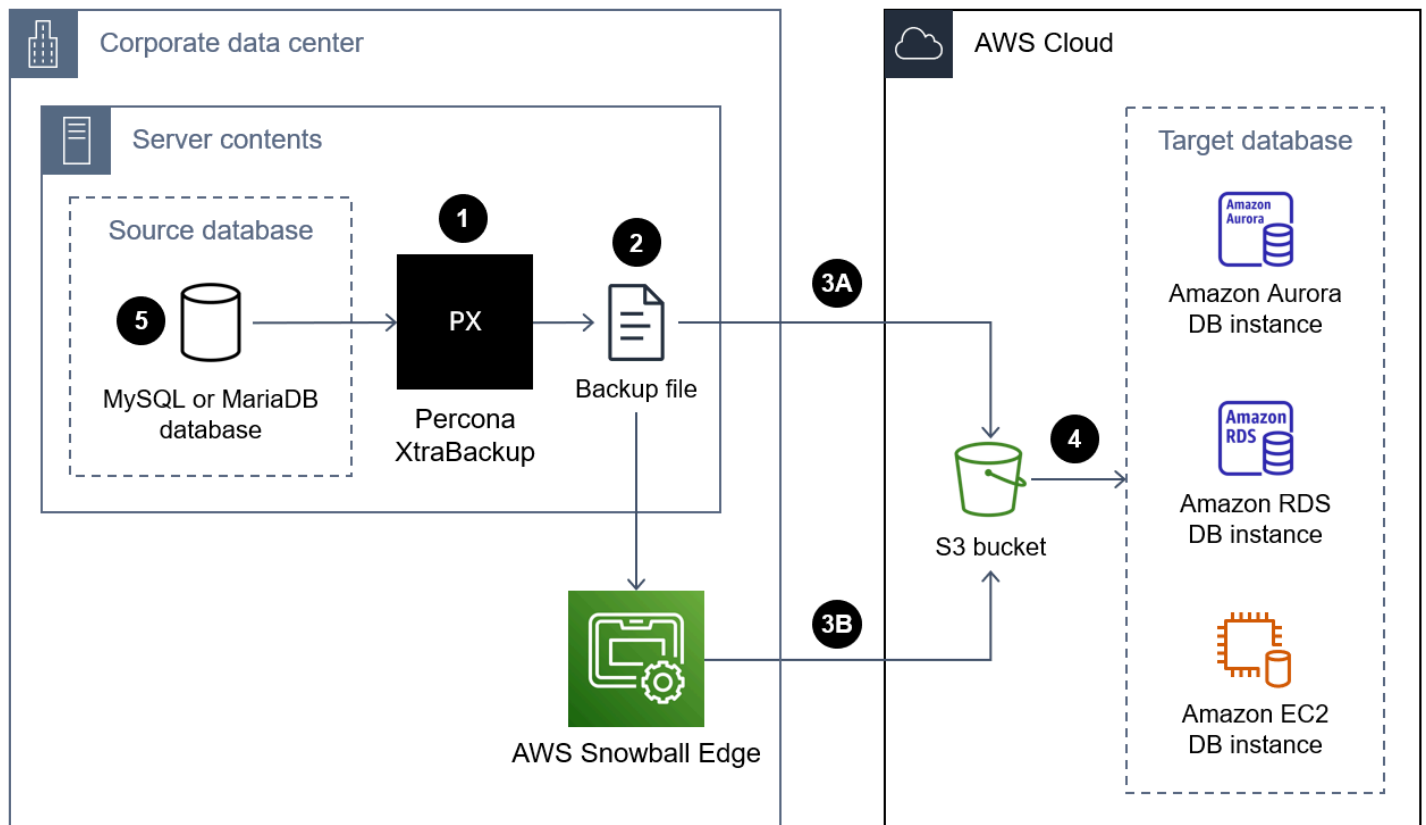 Corporate data center
AWS Cloud
Server contents
Target database
Source database
1
2
3A
5
PX
Amazon
Aurora
Amazon Aurora
DB instance
MySQL or MariaDB
database
Percona
XtraBackup
Backup file
4
Amazon
RDS
Amazon RDS
DB instance
S3 bucket
3B
AWS Snowball Edge
Amazon EC2
DB instance